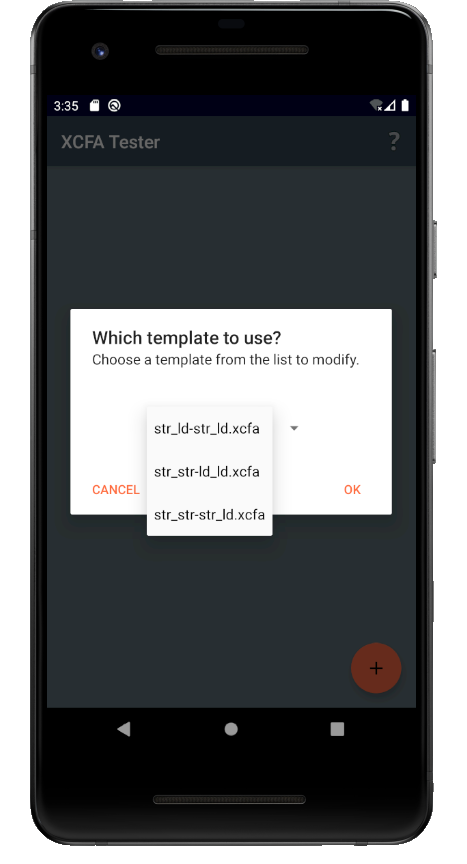 3:35
XCFA Tester
?
Which template to use?
Choose a template from the list to modify.
str_ld-str_ld.xcfa
str_str-ld_ld.xcfa
CANCEL
OK
str_str-str_ld.xcfa
+